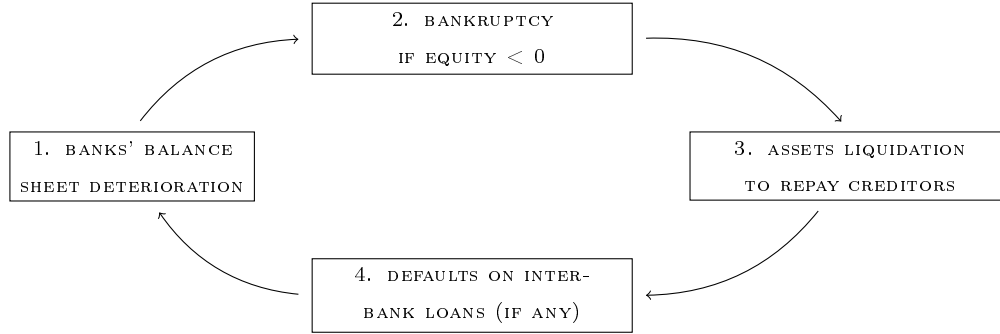 2. BANKRUPTCY
IF EQUITY < 0
1. BANKS' BALANCE
SHEET DETERIORATION
3. ASSETS LIQUIDATION
TO REPAY CREDITORS
4. DEFAULTS ON INTER-
BANK LOANS (IF ANY)